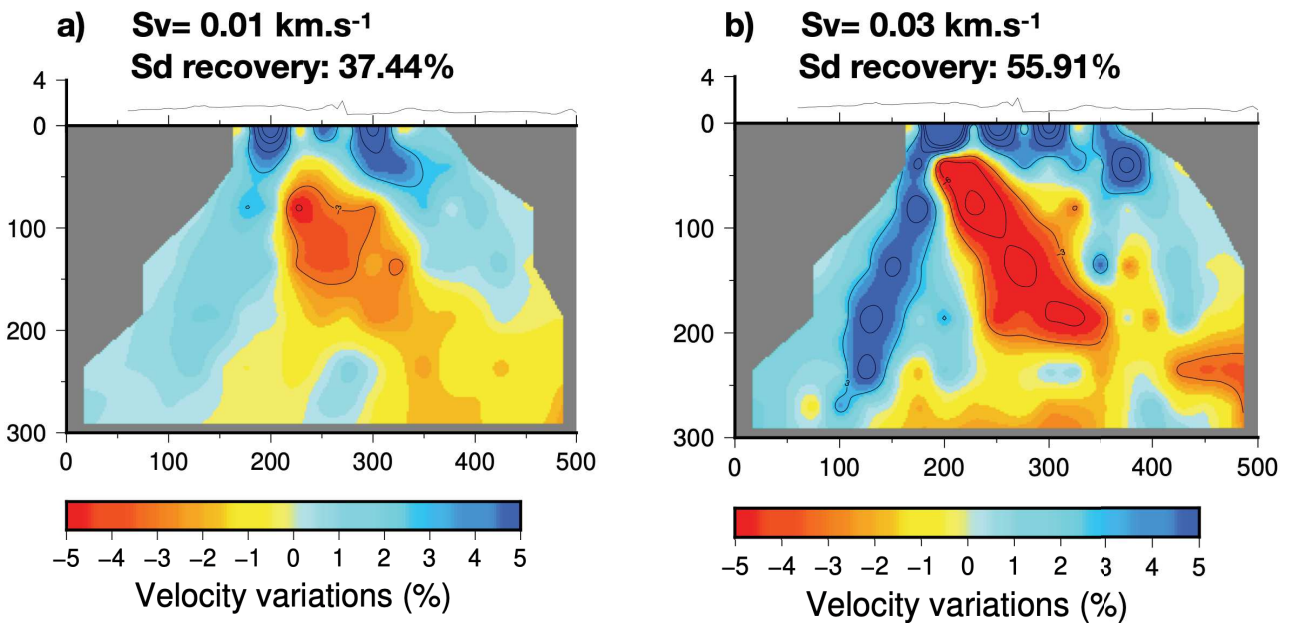 a) Sv= 0.01 km.s-1
Sd recovery: 37.44%
4
0
100
200
300
-3
0 100 200 300 400 500
−5 −4 −3 −2 −1 0 1 2 3 4 5
Velocity variations (%)
b) Sv= 0.03 km.s-1
Sd recovery: 55.91%
4
0
100
200
300
3
0 100 200 300 400 500
−5 −4 −3 −2 −1 0 1 2 3 4 5
Velocity variations (%)